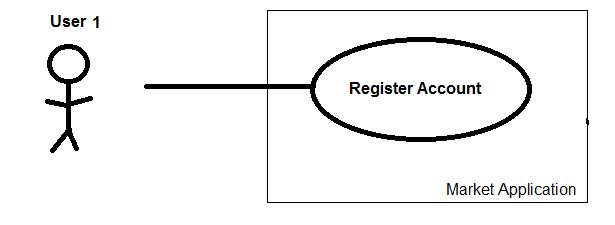 User 1
Register Account
Market Application